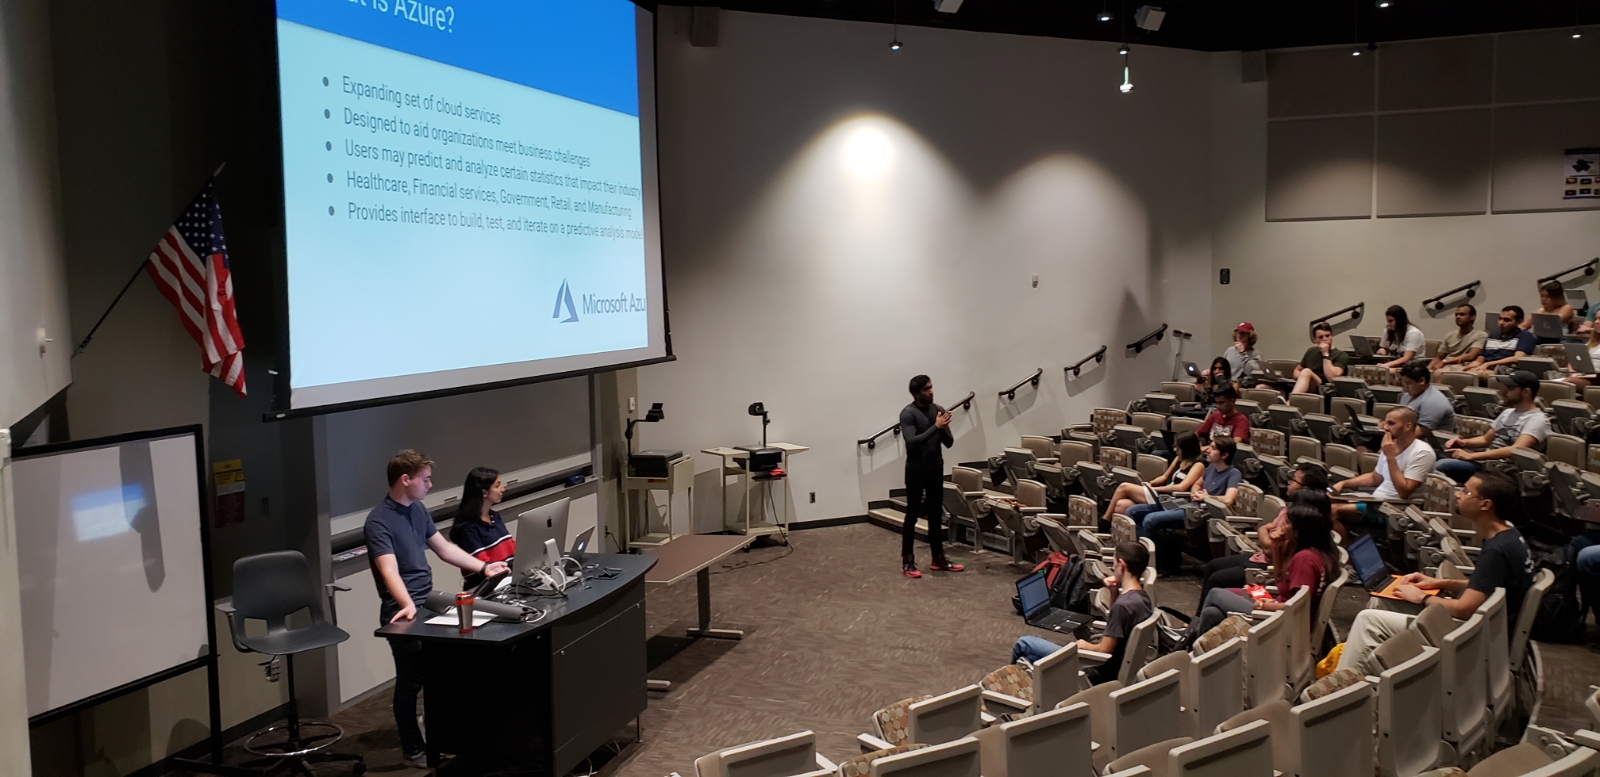 is Azure?
Expanding set of cloud services
Designed to aid organizations meet business challenges
Users may predict and analyze certain statistics that impact their industry
Healthcare, Financial services, Government, Retail, and Manufacturing
Provides interface to build, test, and iterate on a predictive analysis model
Microsoft Azu